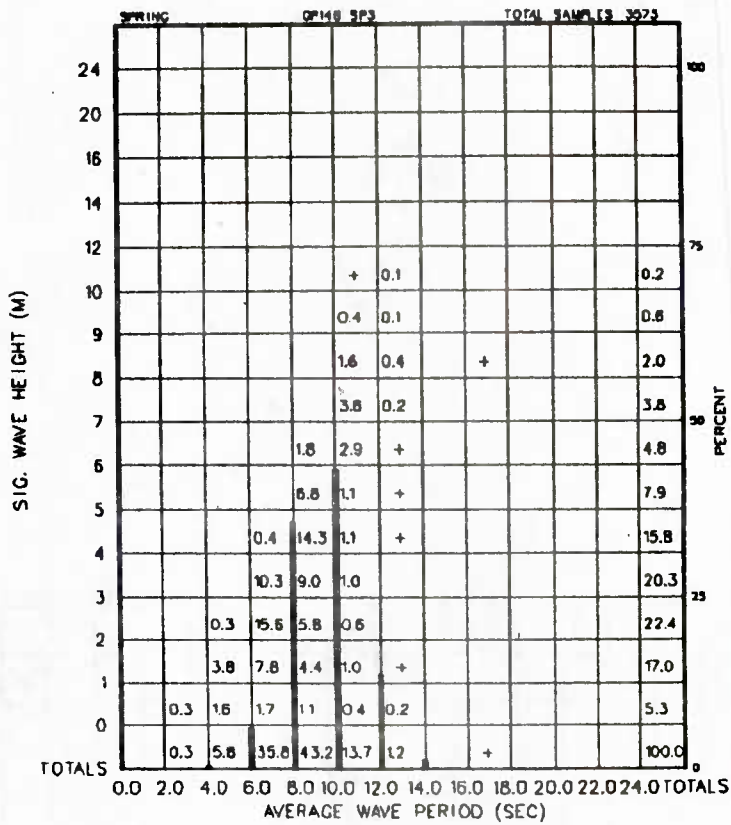 SPRING GP148 SP3 TOTAL SAMPLES 3575
24 100
20
16
14
12 75
+ 0.1 0.2
10
0.4 0.1 0.6
9
1.6 0.4 + 2.0
8
3.6 0.2 3.8
7 50
1.8 2.9 + 4.8
6
6.8 1.1 + 7.9
5
0.4 14.3 1.1 + 15.8
4
10.3 9.0 1.0 20.3
3 25
0.3 15.6 5.8 0.6 22.4
2
3.8 7.8 4.4 1.0 + 17.0
1
0.3 1.6 1.7 1.1 0.4 0.2 5.3
0
0.3 5.8 35.8 43.2 13.7 1.2 + 100.0
TOTALS 0
0.0 2.0 4.0 6.0 8.0 10.0 12.0 14.0 16.0 18.0 20.0 22.0 24.0 TOTALS
AVERAGE WAVE PERIOD (SEC)
SIG. WAVE HEIGHT (M)
PERCENT